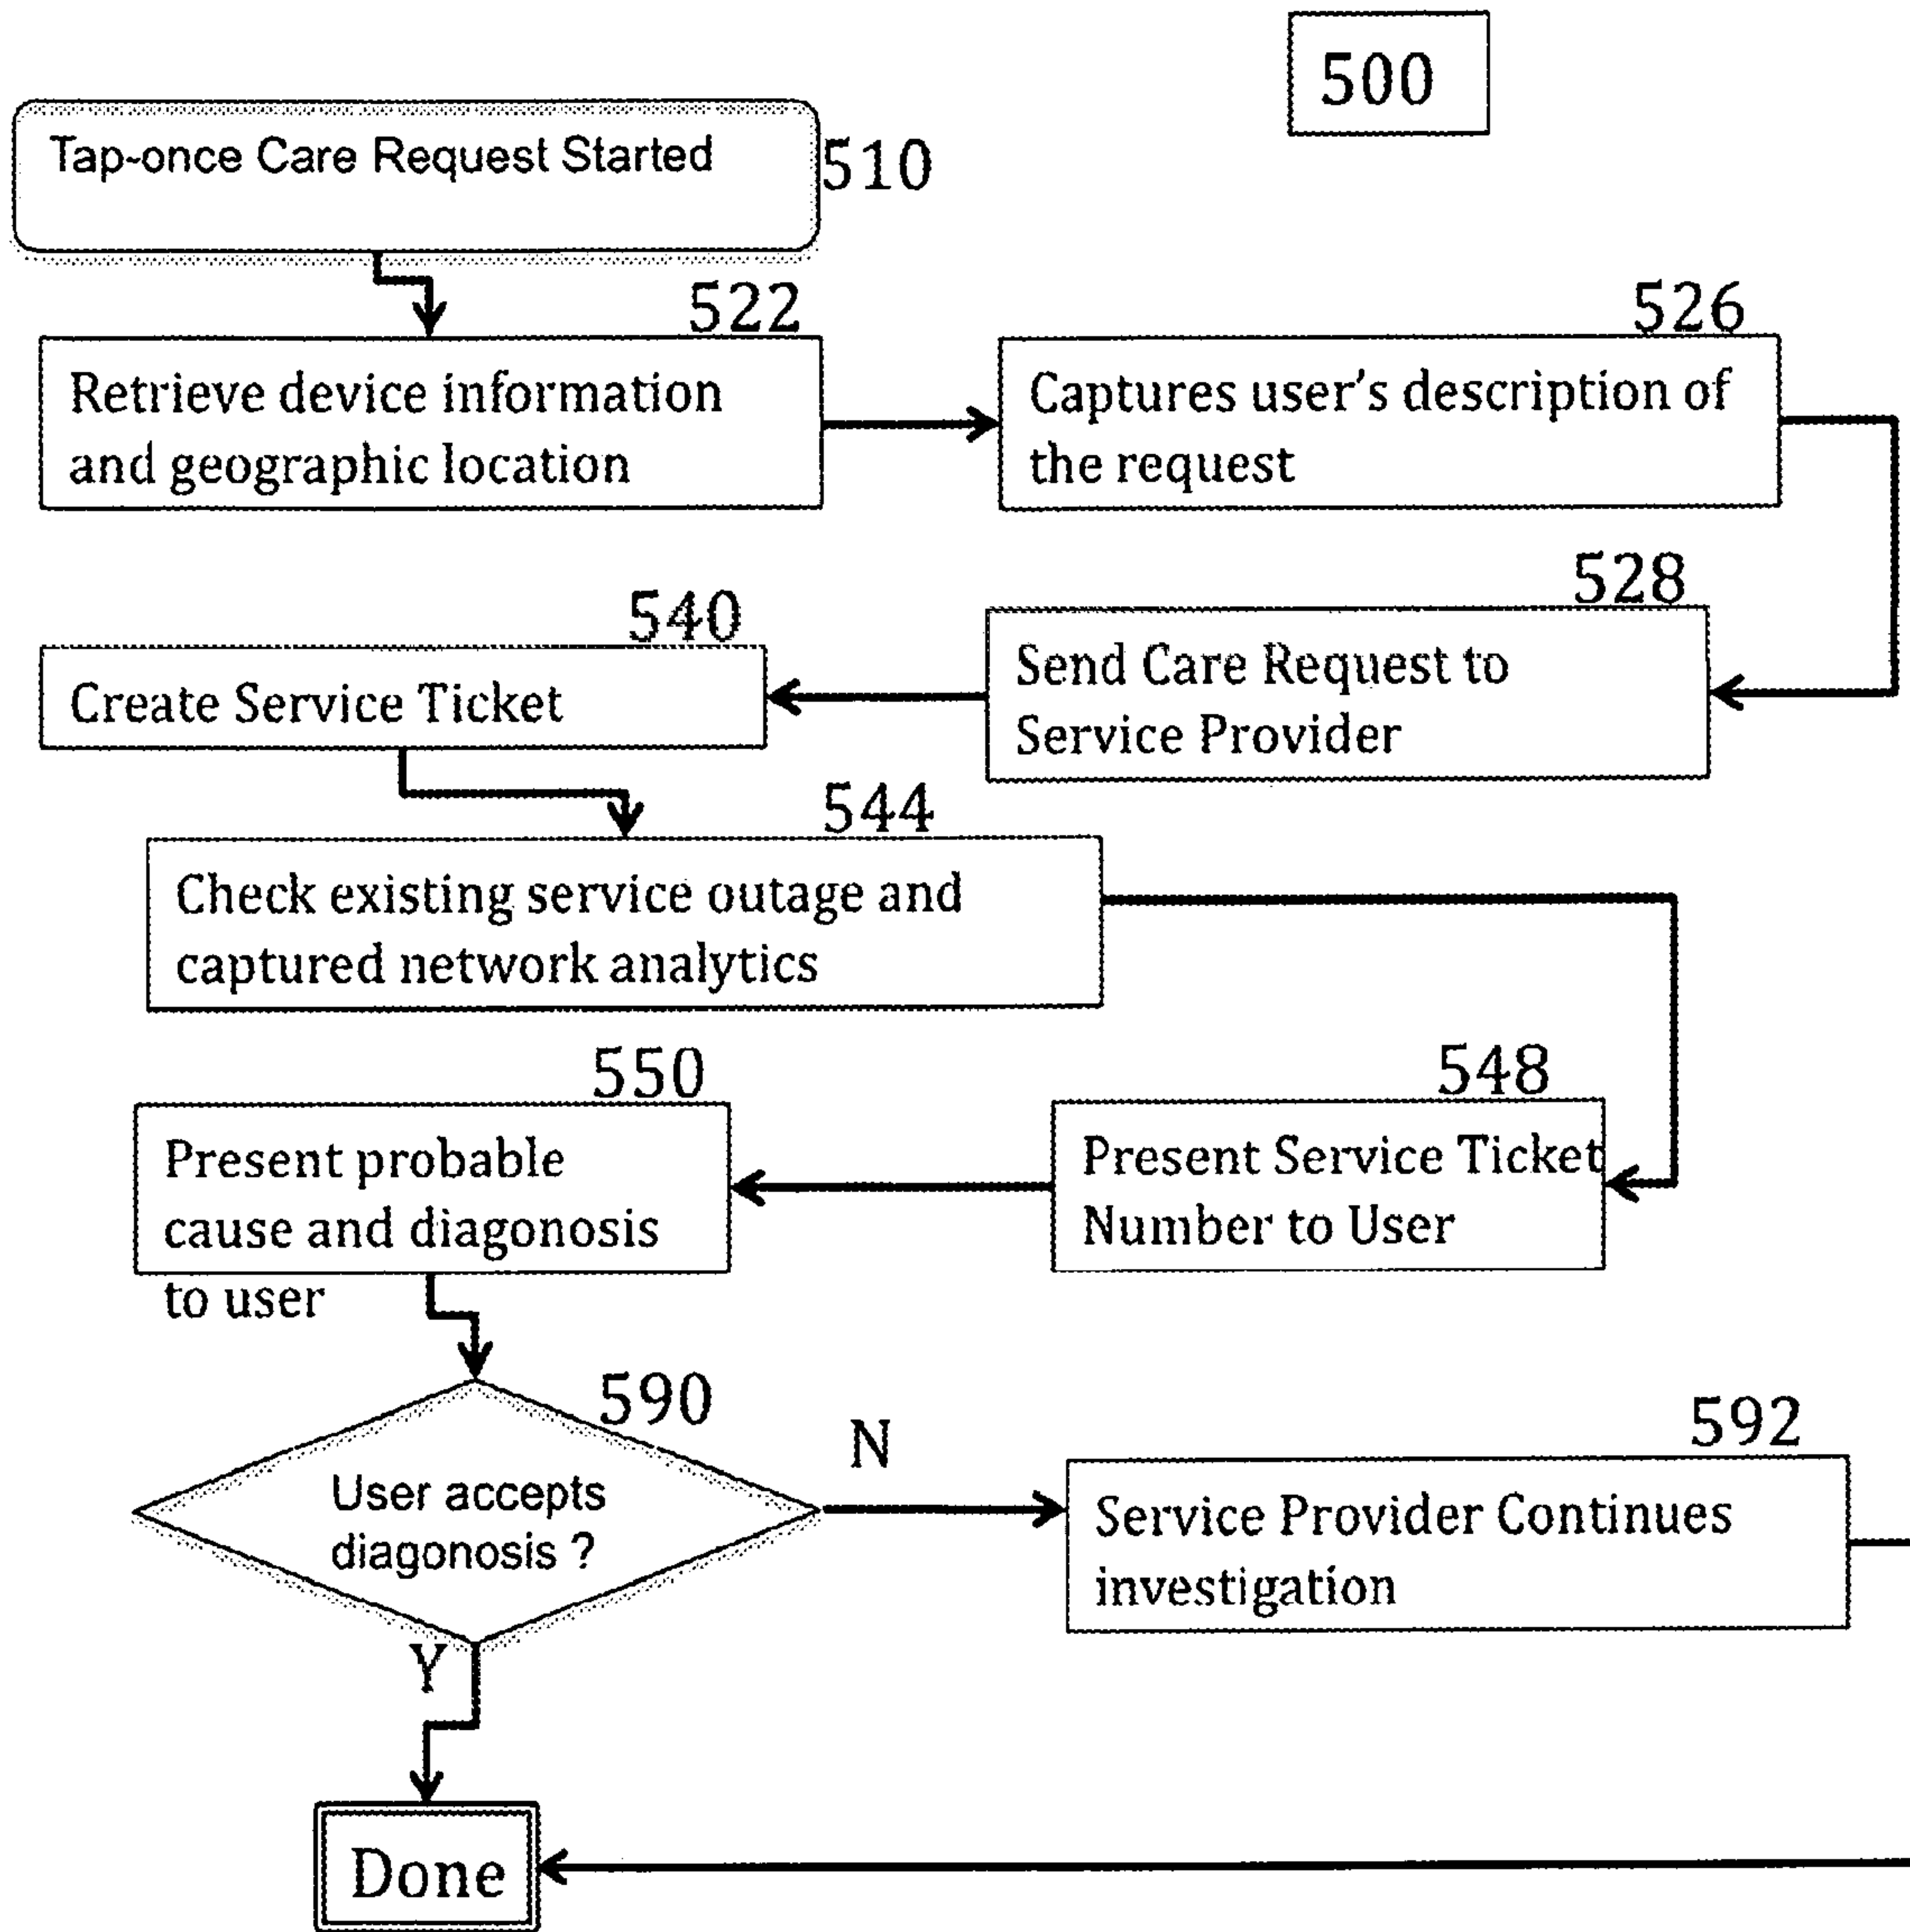 500
Tap-once Care Request Started
510
522
Retrieve device information
and geographic location
526
Captures user's description of
the request
528
Send Care Request to
Service Provider
540
Create Service Ticket
544
Check existing service outage and
captured network analytics
548
Present Service Ticket
Number to User
550
Present probable
cause and diagonosis
to user
590
User accepts
diagonosis ?
N
592
Service Provider Continues
investigation
Y
Done